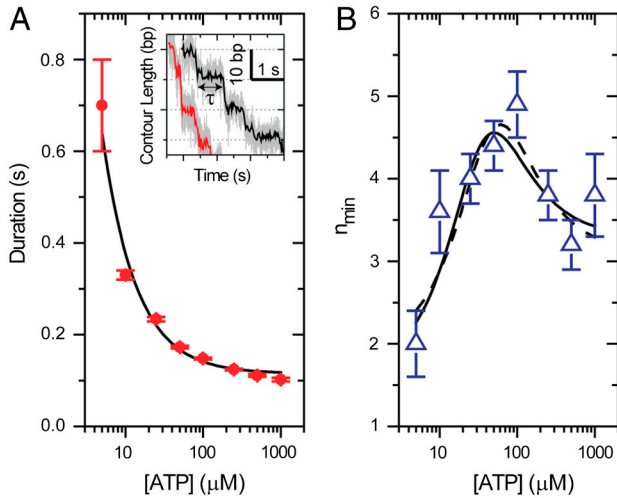 A
B
0.8
0.6
0.4
0.2
0.0
Duration (s)
10
100
1000
[ATP] (μM)
Contour Length (bp)
Time (s)
10 bp
1 s
τ
6
5
4
3
2
1
n_min
10
100
1000
[ATP] (μM)